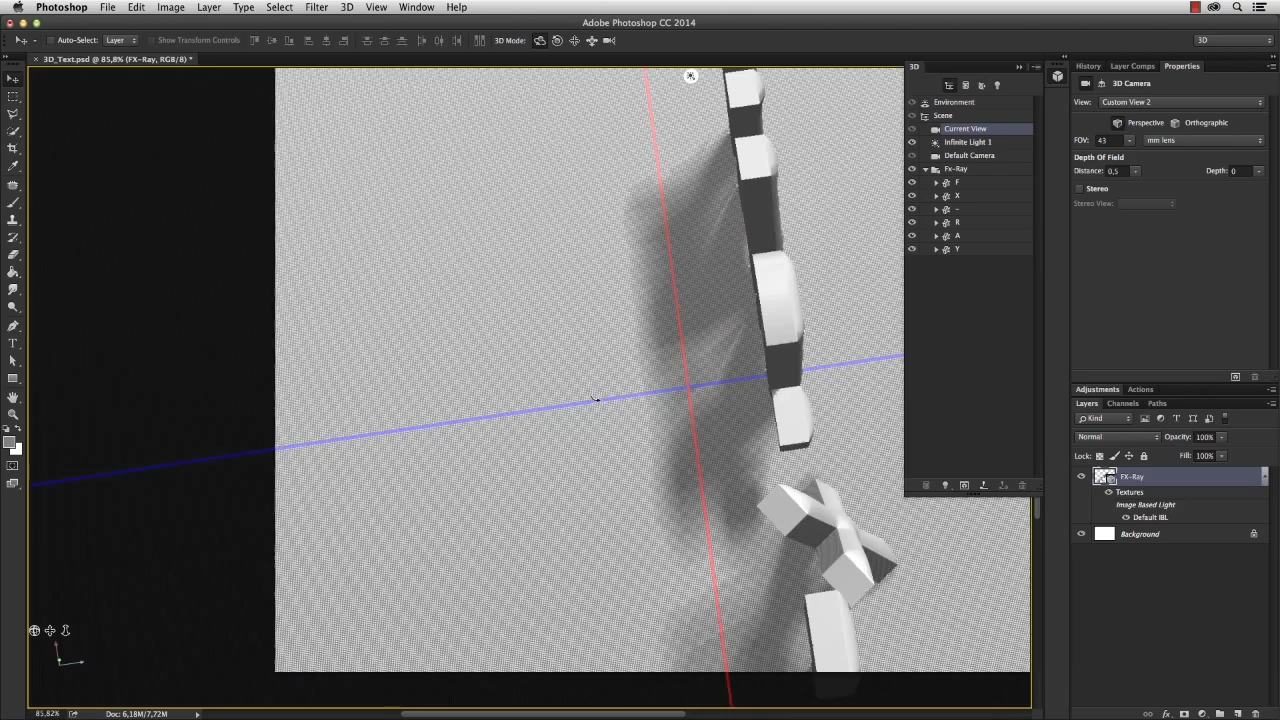 Photoshop File Edit Image Layer Type Select Filter 3D View Window Help
Adobe Photoshop CC 2014
Auto-Select: Layer Show Transform Controls 3D Mode: 3D
× 3D_Text.psd @ 85,8% (FX-Ray, RGB/8) *
3D
Environment
Scene
Current View
Infinite Light 1
Default Camera
Fx-Ray
F
X
-
R
A
Y
History Layer Comps Properties
3D Camera
View: Custom View 2
Perspective Orthographic
FOV: 43 mm lens
Depth Of Field
Distance: 0,5 Depth: 0
Stereo
Stereo View:
Adjustments Actions
Layers Channels Paths
Kind
Normal Opacity: 100%
Lock: Fill: 100%
FX-Ray
Textures
Image Based Light
Default IBL
Background
85,82% Doc: 6,18M/7,72M